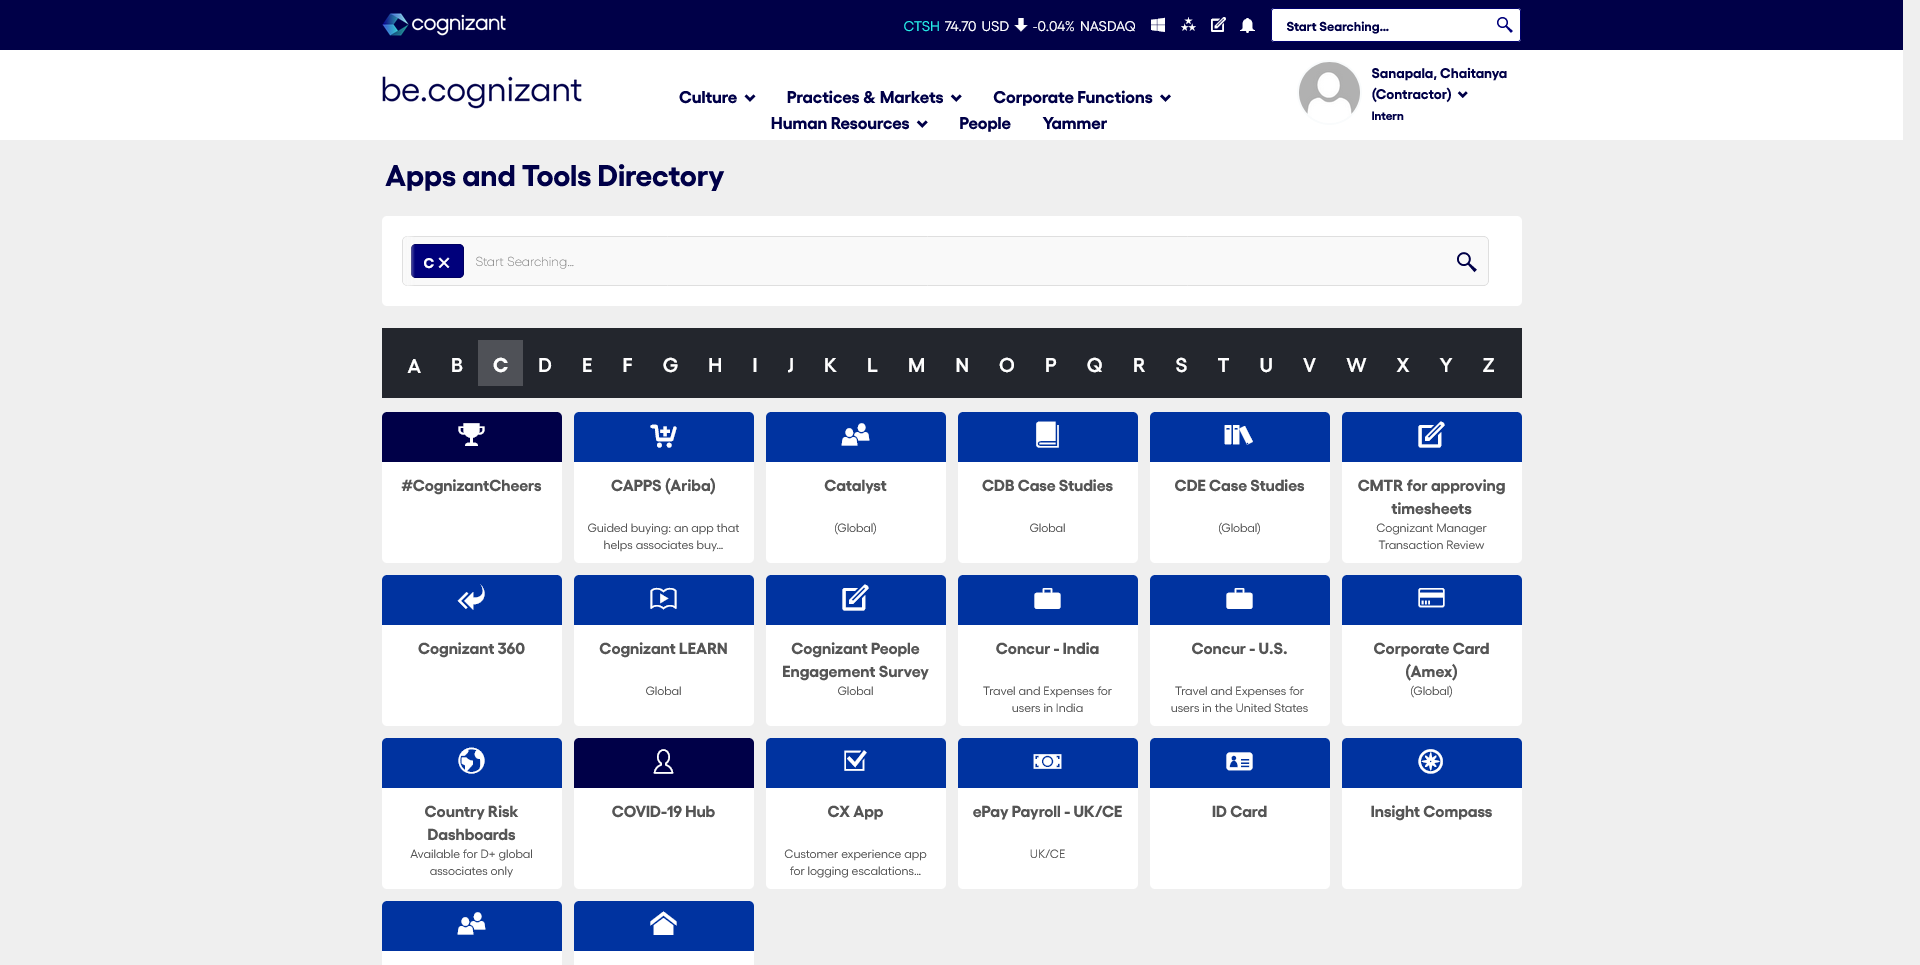 cognizant
CTSH 74.70 USD -0.04% NASDAQ
Start Searching...
be.cognizant
Culture
Practices & Markets
Corporate Functions
Human Resources
People
Yammer
Sanapala, Chaitanya
(Contractor)
Intern
Apps and Tools Directory
C
Start Searching...
A B C D E F G H I J K L M N O P Q R S T U V W X Y Z
#CognizantCheers
CAPPS (Ariba)
Guided buying: an app that
helps associates buy...
Catalyst
(Global)
CDB Case Studies
Global
CDE Case Studies
(Global)
CMTR for approving
timesheets
Cognizant Manager
Transaction Review
Cognizant 360
Cognizant LEARN
Global
Cognizant People
Engagement Survey
Global
Concur - India
Travel and Expenses for
users in India
Concur - U.S.
Travel and Expenses for
users in the United States
Corporate Card
(Amex)
(Global)
Country Risk
Dashboards
Available for D+ global
associates only
COVID-19 Hub
CX App
Customer experience app
for logging escalations...
ePay Payroll - UK/CE
UK/CE
ID Card
Insight Compass